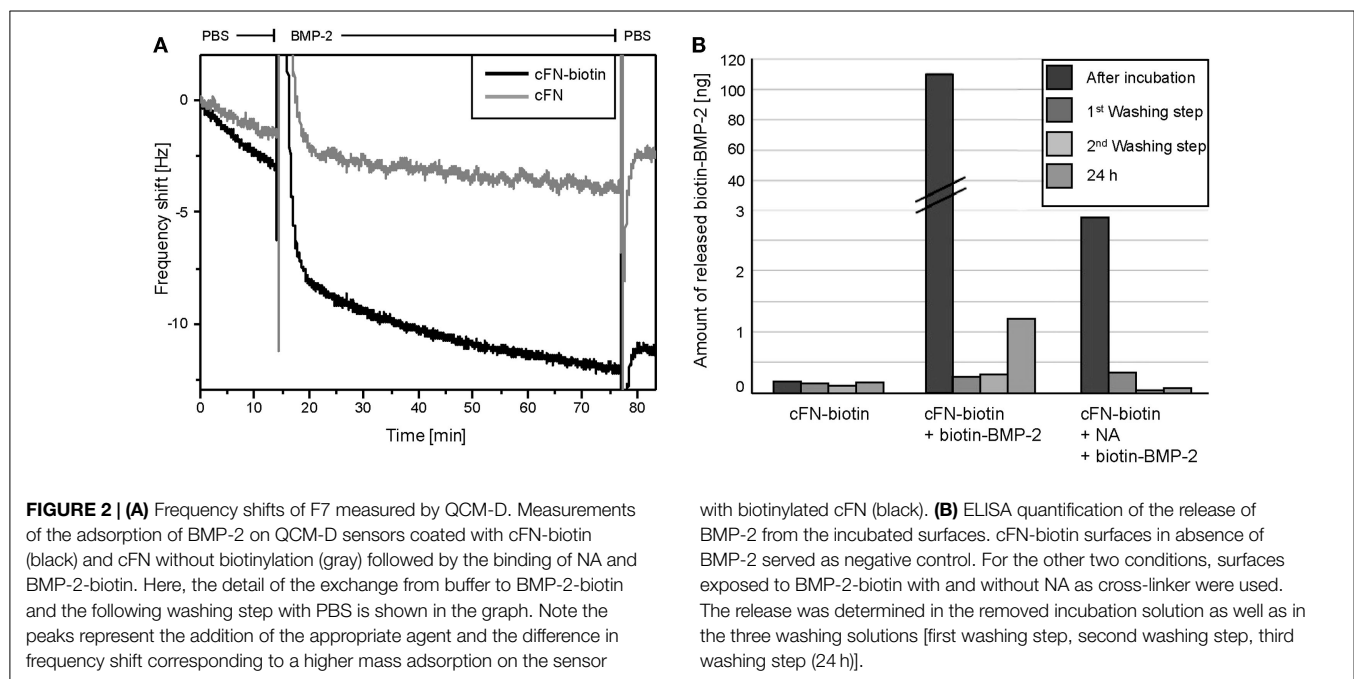 PBS BMP-2 PBS
A
cFN-biotin
cFN
0
-5
-10
Frequency shift [Hz]
0 10 20 30 40 50 60 70 80
Time [min]
B
120
100
80
60
40
3
2
1
0
Amount of released biotin-BMP-2 [ng]
After incubation
1st Washing step
2nd Washing step
24 h
cFN-biotin
cFN-biotin
+ biotin-BMP-2
cFN-biotin
+ NA
+ biotin-BMP-2
FIGURE 2 | (A) Frequency shifts of F7 measured by QCM-D. Measurements
of the adsorption of BMP-2 on QCM-D sensors coated with cFN-biotin
(black) and cFN without biotinylation (gray) followed by the binding of NA and
BMP-2-biotin. Here, the detail of the exchange from buffer to BMP-2-biotin
and the following washing step with PBS is shown in the graph. Note the
peaks represent the addition of the appropriate agent and the difference in
frequency shift corresponding to a higher mass adsorption on the sensor
with biotinylated cFN (black). (B) ELISA quantification of the release of
BMP-2 from the incubated surfaces. cFN-biotin surfaces in absence of
BMP-2 served as negative control. For the other two conditions, surfaces
exposed to BMP-2-biotin with and without NA as cross-linker were used.
The release was determined in the removed incubation solution as well as in
the three washing solutions [first washing step, second washing step, third
washing step (24 h)].